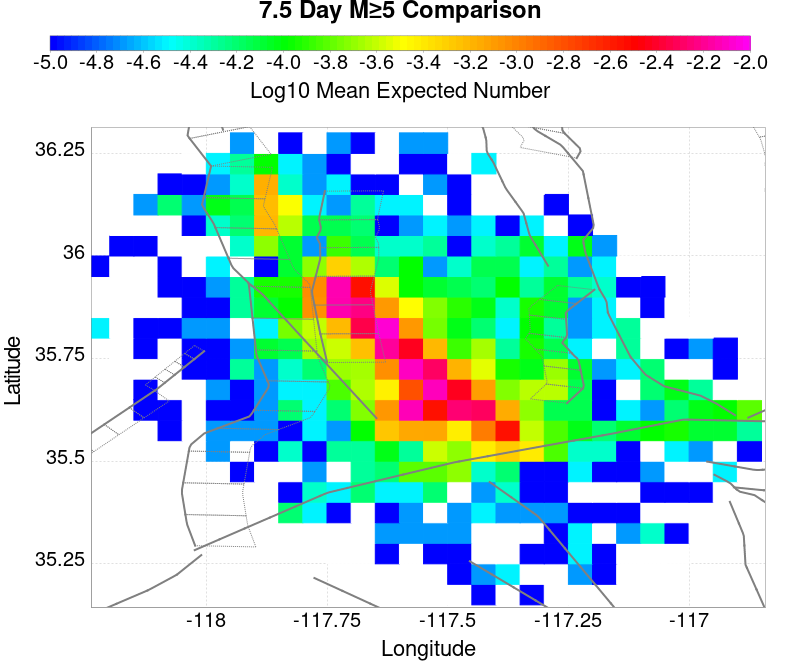 7.5 Day M≥5 Comparison
-5.0 -4.8 -4.6 -4.4 -4.2 -4.0 -3.8 -3.6 -3.4 -3.2 -3.0 -2.8 -2.6 -2.4 -2.2 -2.0
Log10 Mean Expected Number
36.25
36
35.75
35.5
35.25
Latitude
-118 -117.75 -117.5 -117.25 -117
Longitude